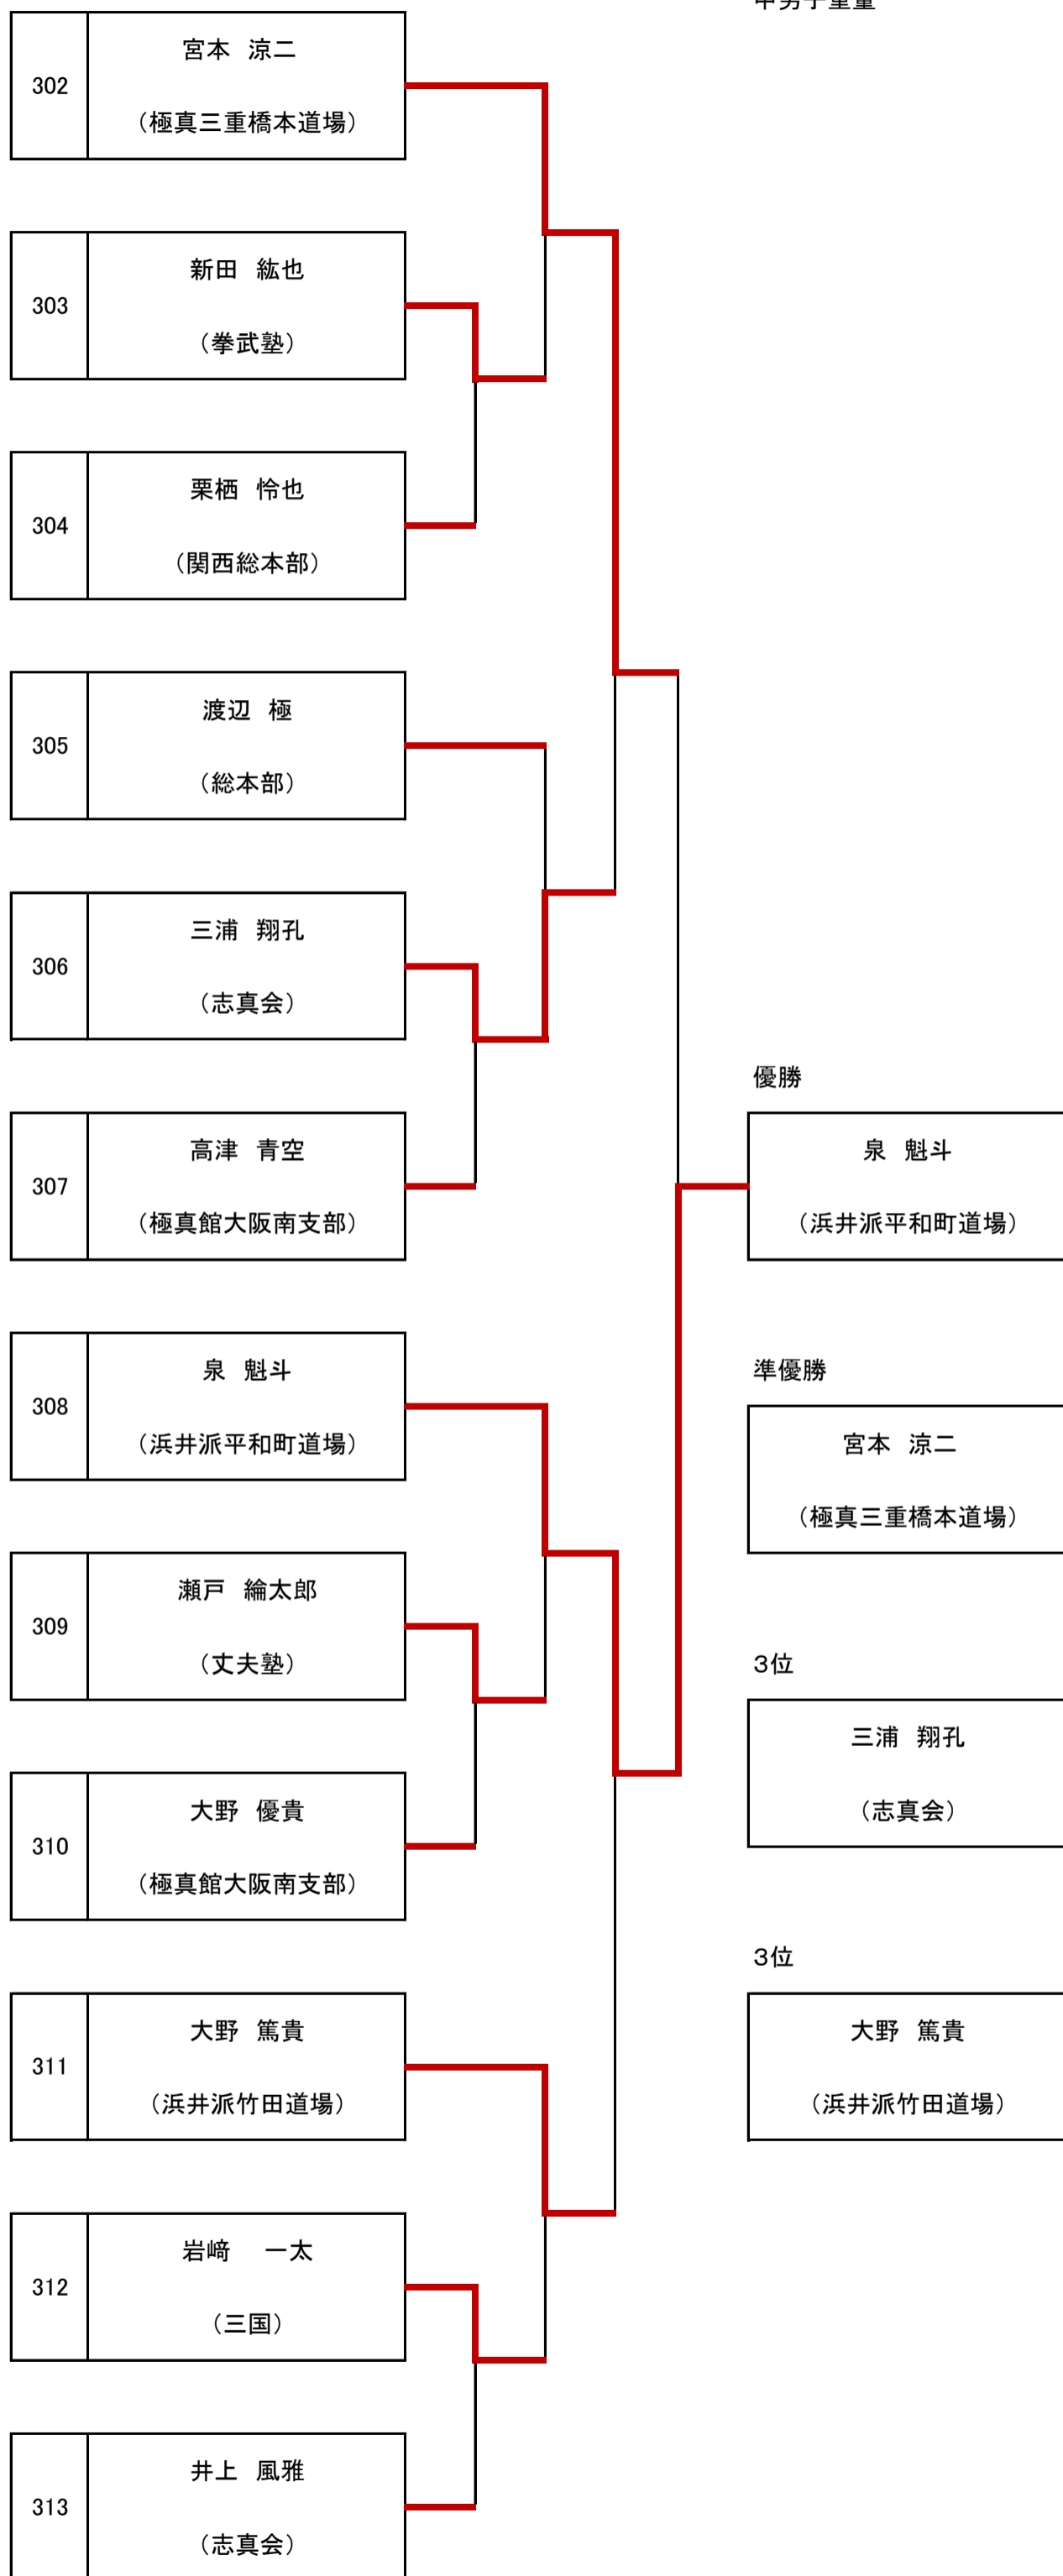 302
宮本 涼二
（極真三重橋本道場）
303
新田 紘也
（拳武塾）
304
栗栖 怜也
（関西総本部）
305
渡辺 極
（総本部）
306
三浦 翔孔
（志真会）
307
高津 青空
（極真館大阪南支部）
308
泉 魁斗
（浜井派平和町道場）
309
瀬戸 綸太郎
（丈夫塾）
310
大野 優貴
（極真館大阪南支部）
311
大野 篤貴
（浜井派竹田道場）
312
岩﨑 一太
（三国）
313
井上 風雅
（志真会）
優勝
泉 魁斗
（浜井派平和町道場）
準優勝
宮本 涼二
（極真三重橋本道場）
３位
三浦 翔孔
（志真会）
３位
大野 篤貴
（浜井派竹田道場）